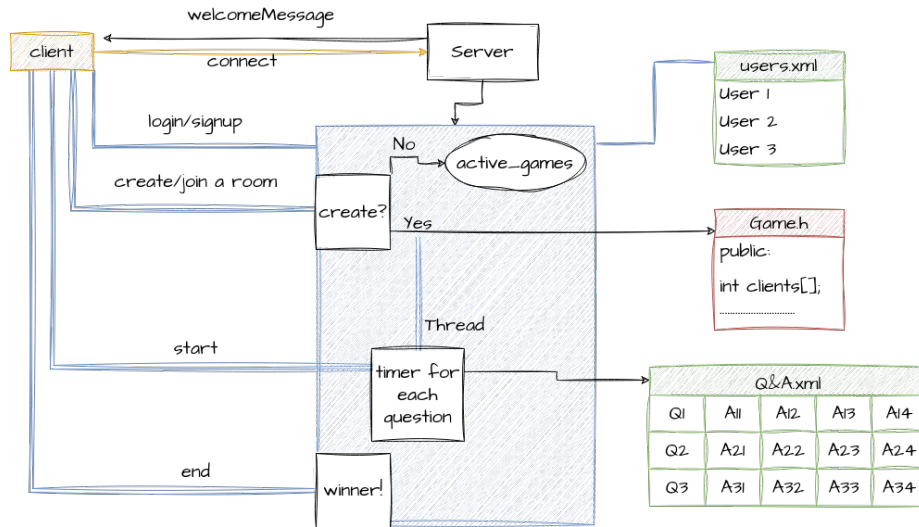 welcomeMessage
client
Server
connect
users.xml
User 1
User 2
User 3
login/signup
No
active_games
create/join a room
create?
Yes
Game.h
public:
int clients[];
........................
Thread
start
timer for
each
question
Q&A.xml
Q1 A11 A12 A13 A14
Q2 A21 A22 A23 A24
Q3 A31 A32 A33 A34
end
winner!